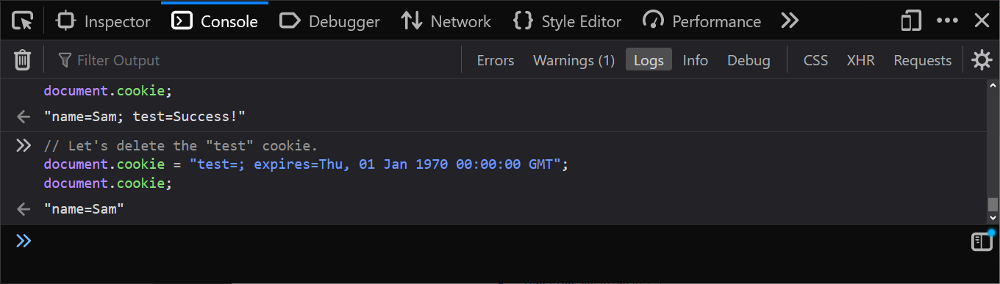 Inspector Console Debugger Network Style Editor Performance
Filter Output Errors Warnings (1) Logs Info Debug CSS XHR Requests
document.cookie;
"name=Sam; test=Success!"
// Let's delete the "test" cookie.
document.cookie = "test=; expires=Thu, 01 Jan 1970 00:00:00 GMT";
document.cookie;
"name=Sam"